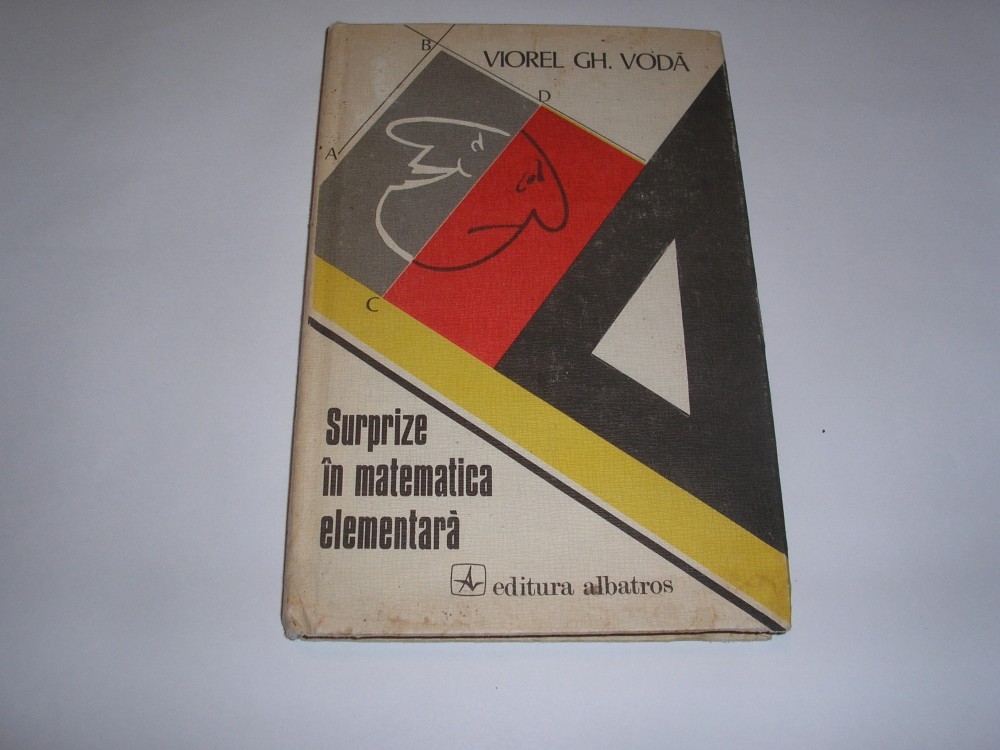 VIOREL GH. VODĂ
B
D
A
C
Surprize
în matematica
elementară
editura albatros